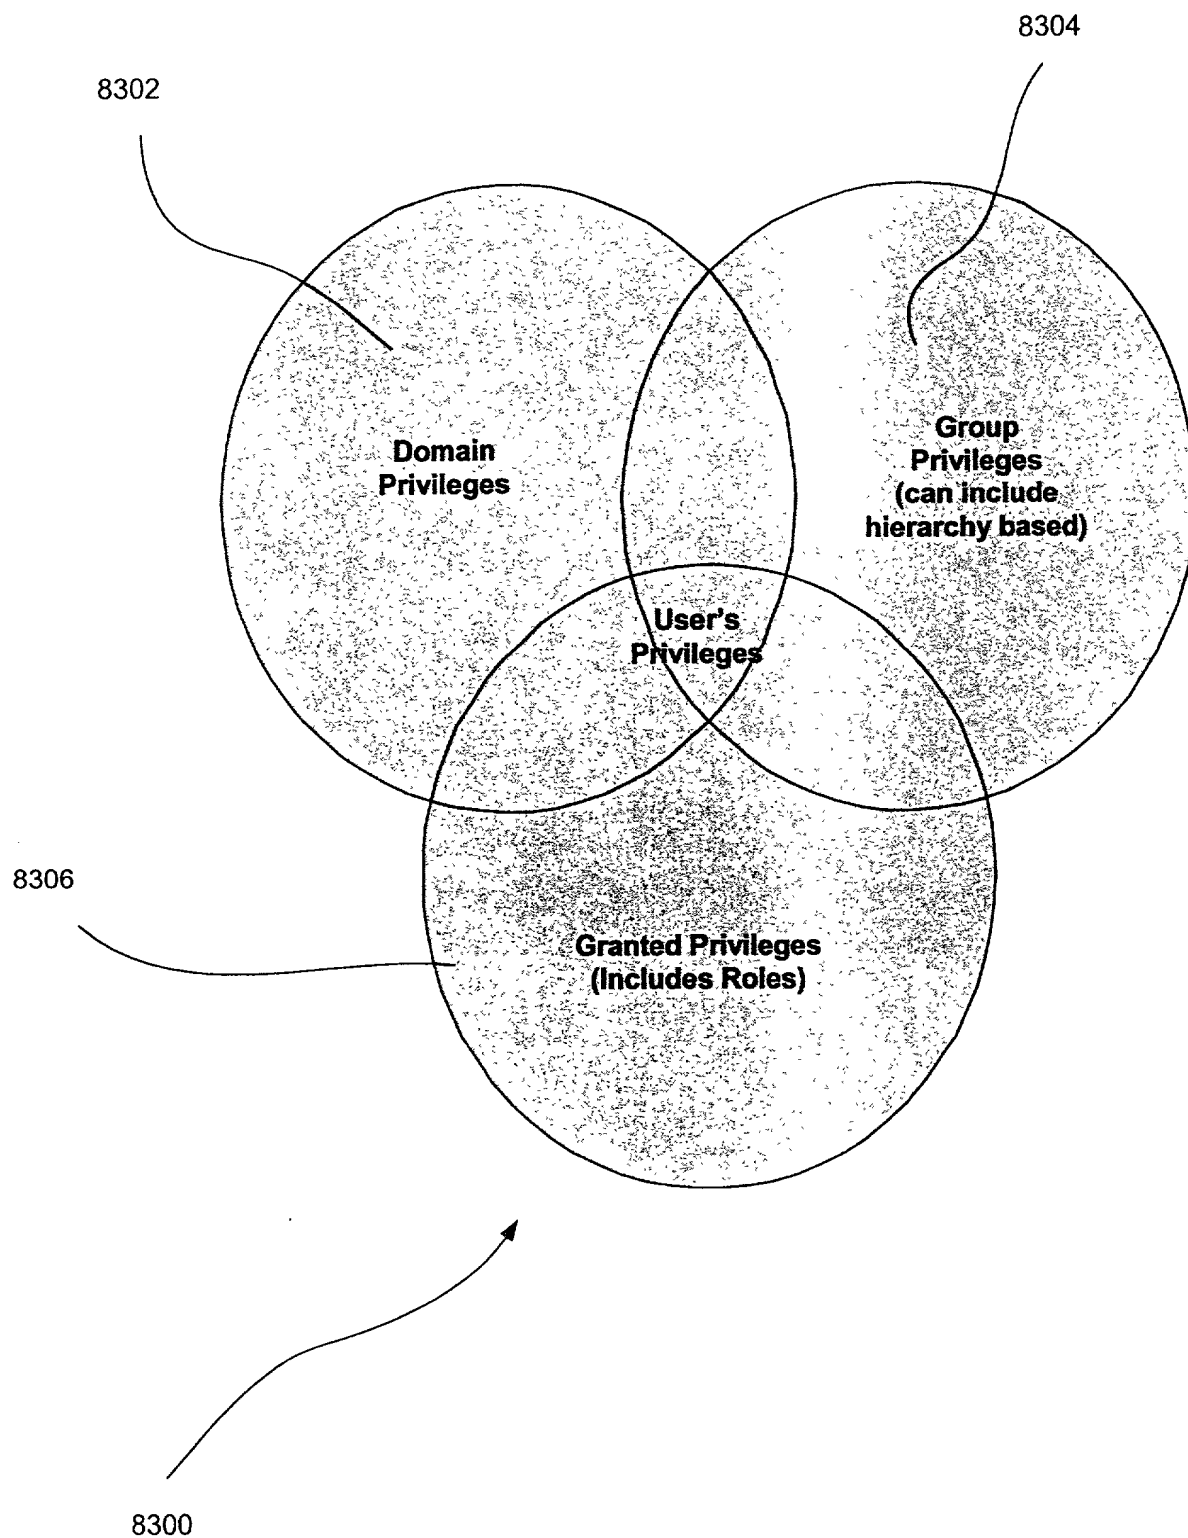 8304
8302
Domain
Privileges
Group
Privileges
(can include
hierarchy based)
User's
Privileges
8306
Granted Privileges
(Includes Roles)
8300